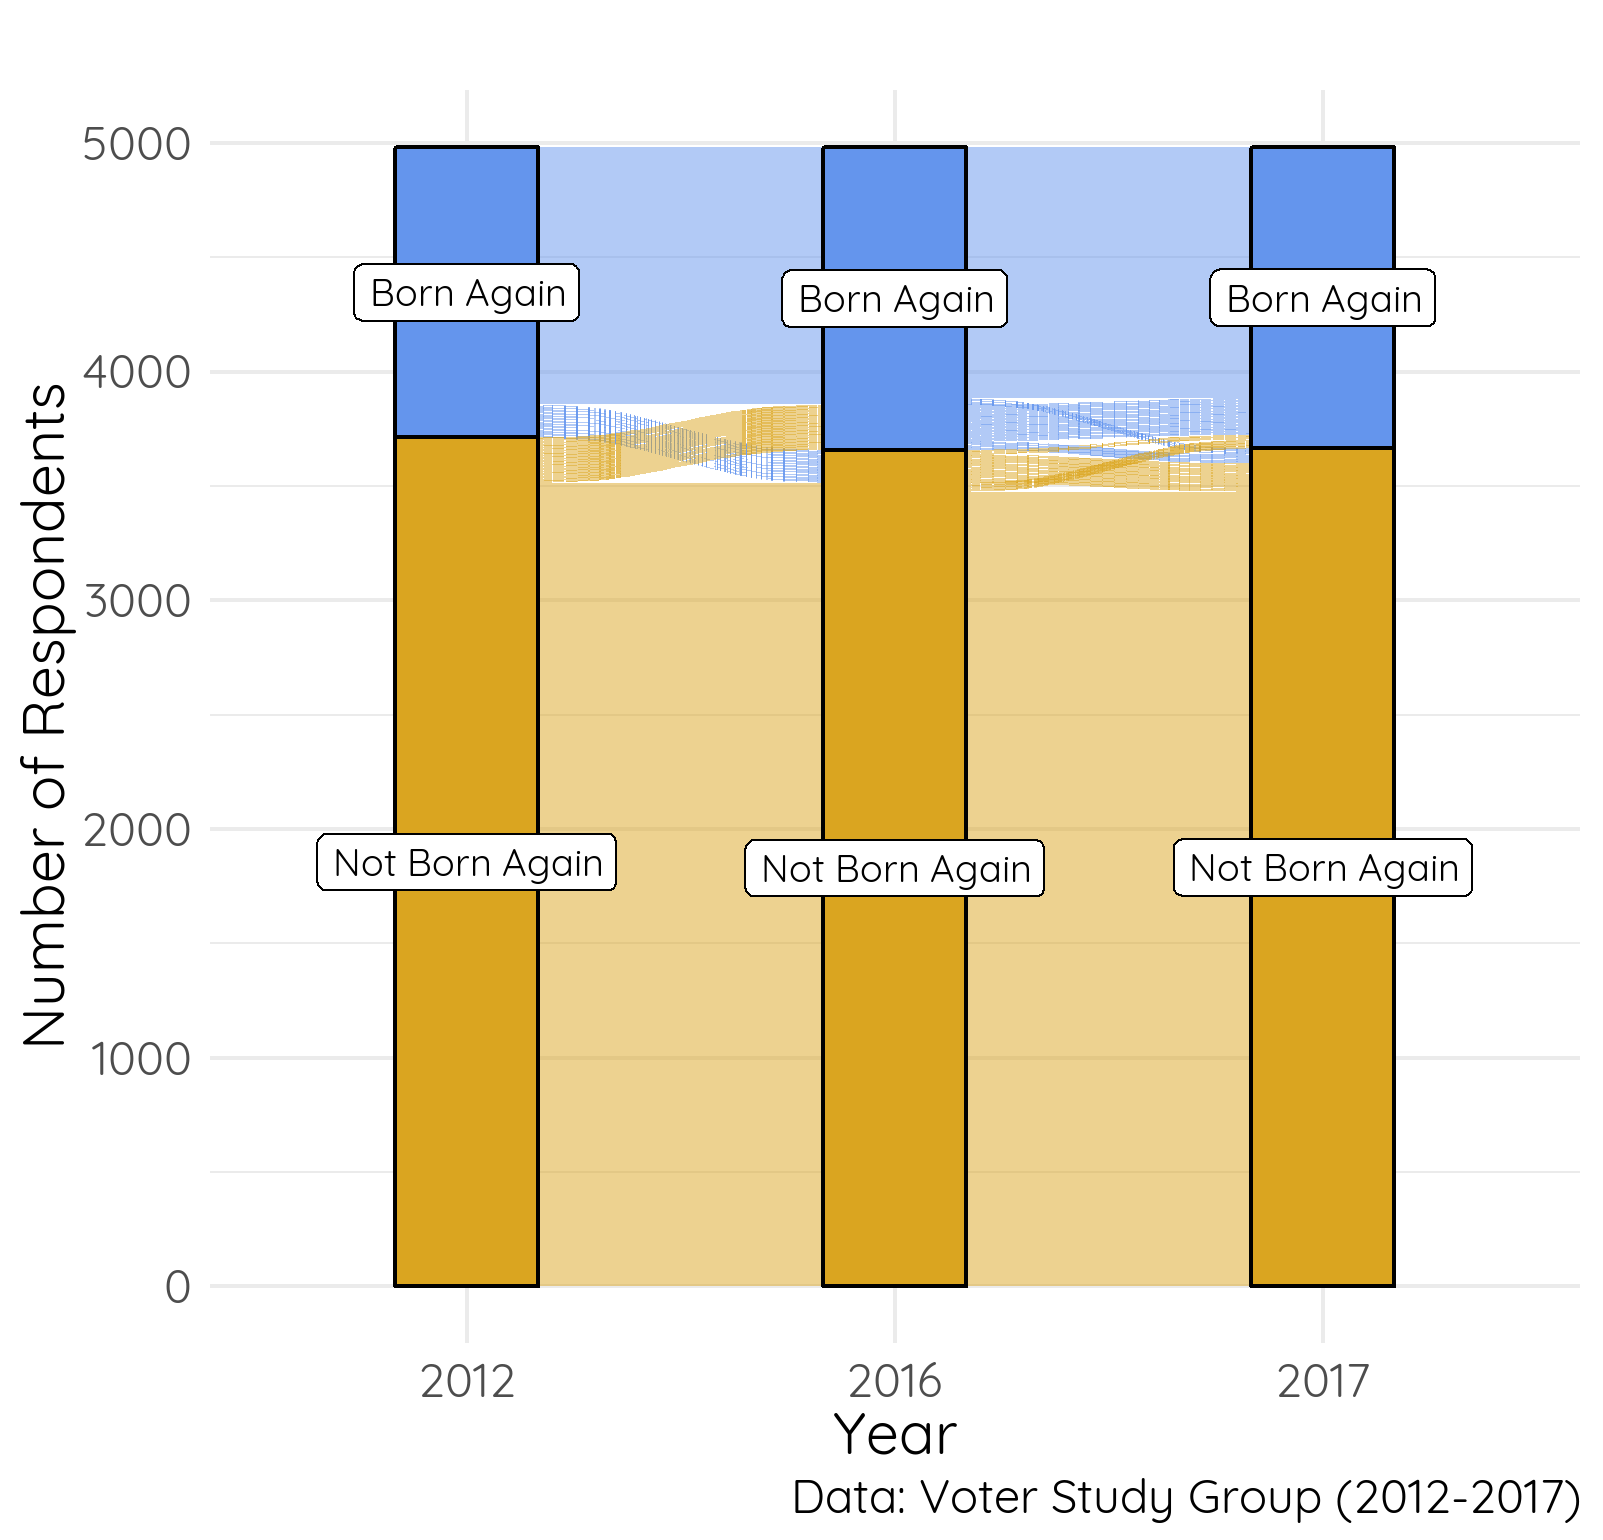 5000
4000
3000
2000
1000
0
Number of Respondents
Born Again
Born Again
Born Again
Not Born Again
Not Born Again
Not Born Again
2012
2016
2017
Year
Data: Voter Study Group (2012-2017)